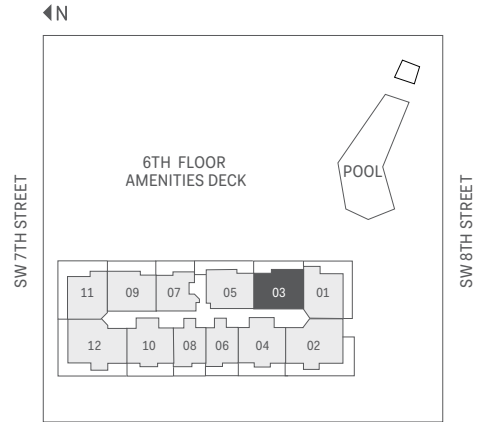 N
6TH FLOOR
AMENITIES DECK
POOL
SW 7TH STREET
SW 8TH STREET
11 09 07 05 03 01
12 10 08 06 04 02